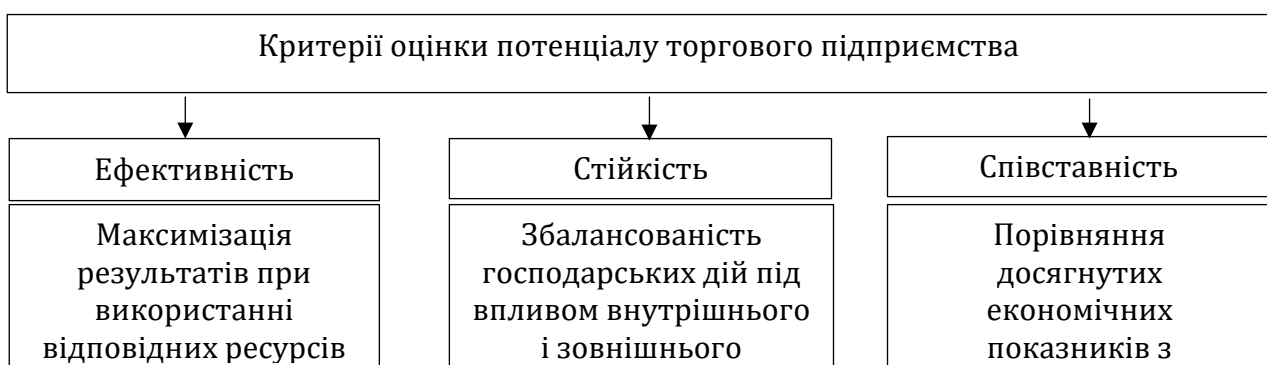 Критерії оцінки потенціалу торгового підприємства
Ефективність
Стійкість
Співставність
Максимізація
результатів при
використанні
відповідних ресурсів
Збалансованість
господарських дій під
впливом внутрішнього
і зовнішнього
Порівняння
досягнутих
економічних
показників з